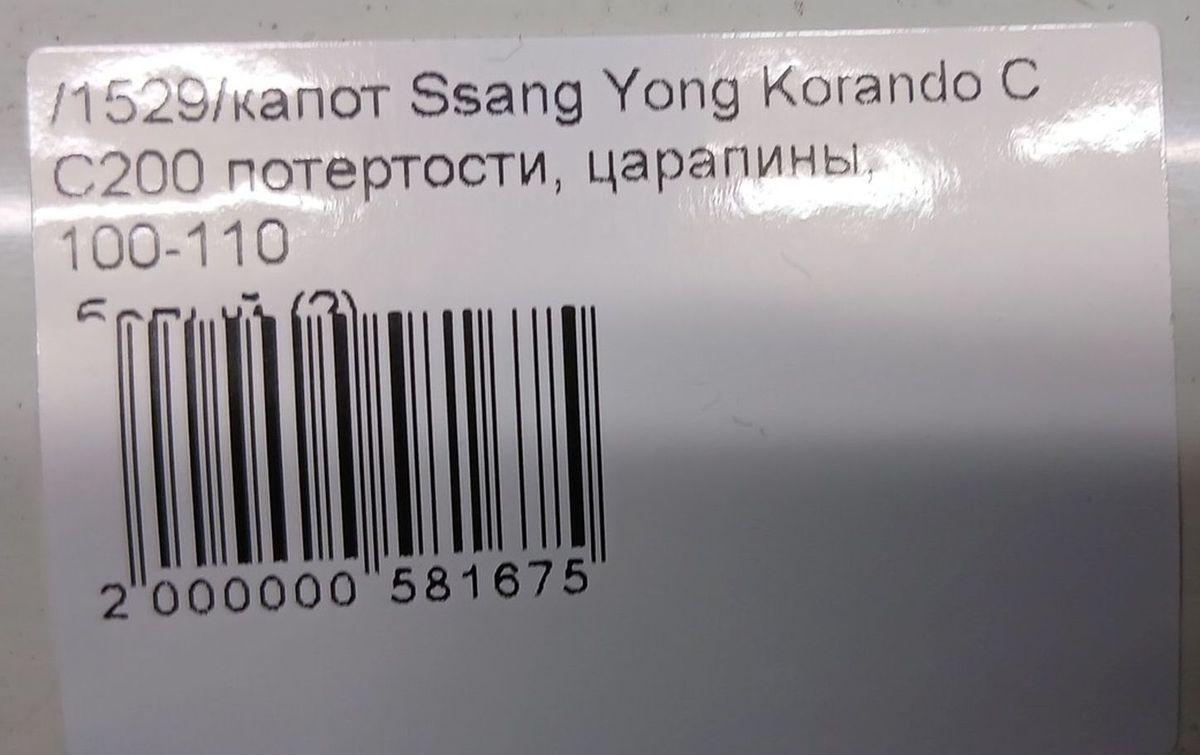 /1529/капот Ssang Yong Korando C
C200 потертости, царапины,
100-110
2 000000 581675